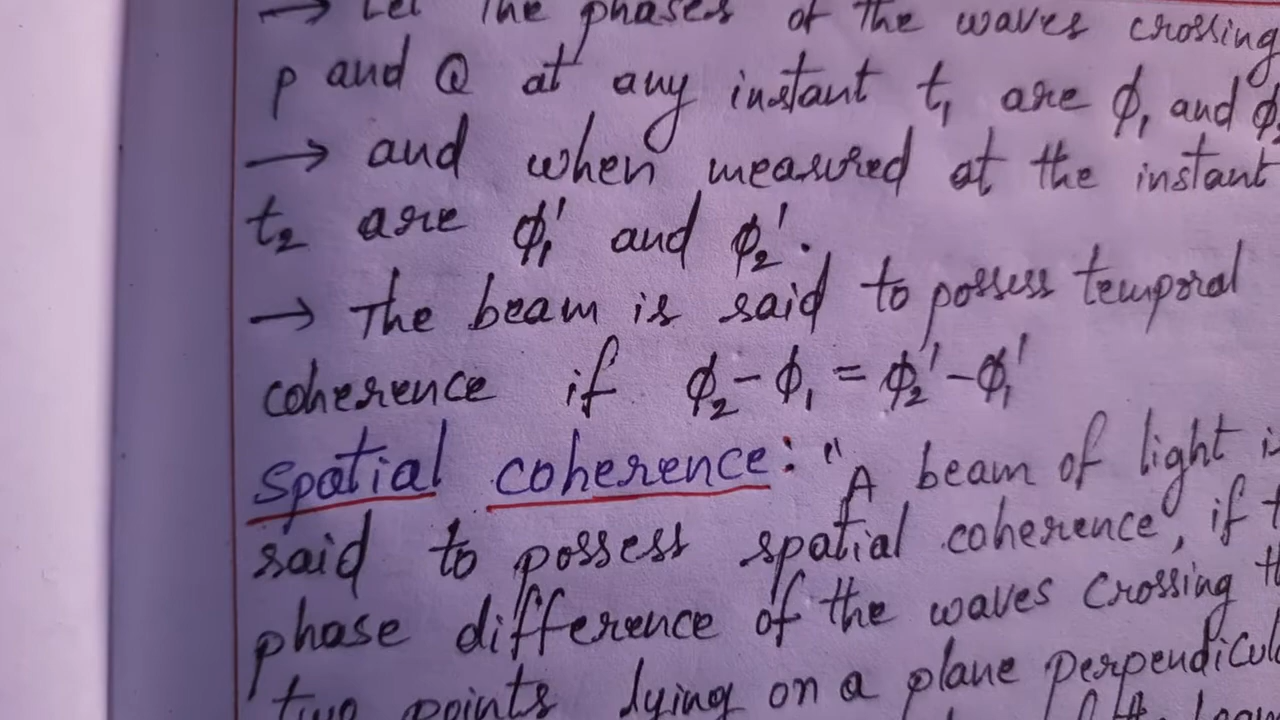 → Let the phases of the waves crossing
P and Q at any instant t₁ are ϕ₁ and ϕ
→ and when measured at the instant
t₂ are ϕ₁' and ϕ₂'.
→ The beam is said to possess temporal
coherence if ϕ₂-ϕ₁ = ϕ₂'-ϕ₁'
Spatial coherence: "A beam of light is
said to possess spatial coherence, if t
phase difference of the waves crossing th
two points lying on a plane perpendicul